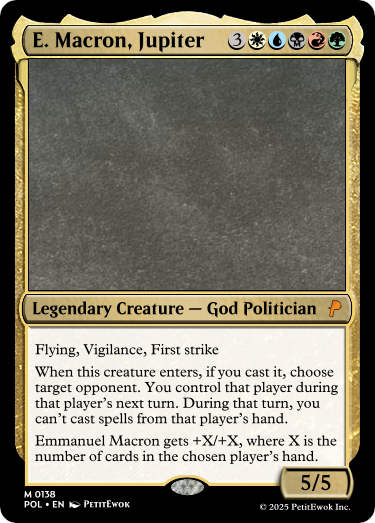 E. Macron, Jupiter 3
Legendary Creature — God Politician
Flying, Vigilance, First strike
When this creature enters, if you cast it, choose
target opponent. You control that player during
that player's next turn. During that turn, you
can't cast spells from that player's hand.
Emmanuel Macron gets +X/+X, where X is the
number of cards in the chosen player's hand.
5/5
M 0138
POL • EN PetitEwok
© 2025 PetitEwok Inc.